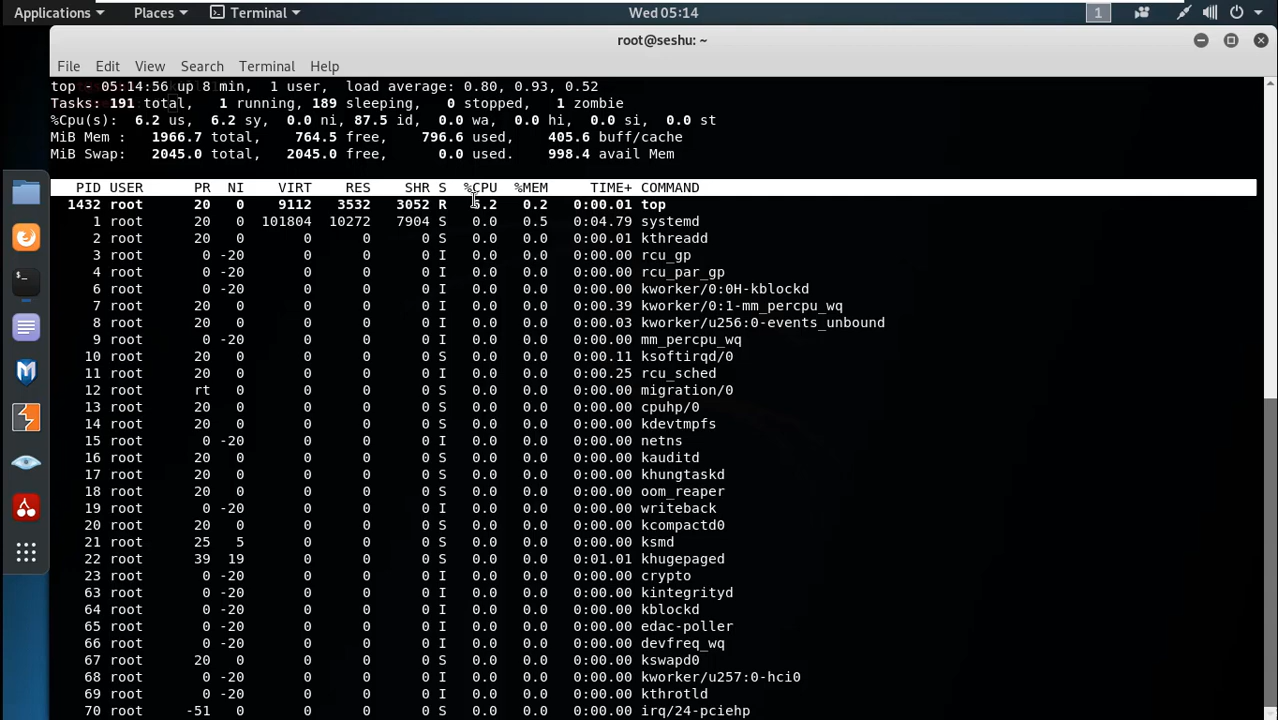 Applications Places Terminal Wed 05:14 1
root@seshu: ~
File Edit View Search Terminal Help
top - 05:14:56 up 8 min, 1 user, load average: 0.80, 0.93, 0.52
Tasks: 191 total, 1 running, 189 sleeping, 0 stopped, 1 zombie
%Cpu(s): 6.2 us, 6.2 sy, 0.0 ni, 87.5 id, 0.0 wa, 0.0 hi, 0.0 si, 0.0 st
MiB Mem : 1966.7 total, 764.5 free, 796.6 used, 405.6 buff/cache
MiB Swap: 2045.0 total, 2045.0 free, 0.0 used. 998.4 avail Mem
PID USER PR NI VIRT RES SHR S %CPU %MEM TIME+ COMMAND
1432 root 20 0 9112 3532 3052 R 6.2 0.2 0:00.01 top
1 root 20 0 101804 10272 7904 S 0.0 0.5 0:04.79 systemd
2 root 20 0 0 0 0 S 0.0 0.0 0:00.01 kthreadd
3 root 0 -20 0 0 0 I 0.0 0.0 0:00.00 rcu_gp
4 root 0 -20 0 0 0 I 0.0 0.0 0:00.00 rcu_par_gp
6 root 0 -20 0 0 0 I 0.0 0.0 0:00.00 kworker/0:0H-kblockd
7 root 20 0 0 0 0 I 0.0 0.0 0:00.39 kworker/0:1-mm_percpu_wq
8 root 20 0 0 0 0 I 0.0 0.0 0:00.03 kworker/u256:0-events_unbound
9 root 0 -20 0 0 0 I 0.0 0.0 0:00.00 mm_percpu_wq
10 root 20 0 0 0 0 S 0.0 0.0 0:00.11 ksoftirqd/0
11 root 20 0 0 0 0 I 0.0 0.0 0:00.25 rcu_sched
12 root rt 0 0 0 0 S 0.0 0.0 0:00.00 migration/0
13 root 20 0 0 0 0 S 0.0 0.0 0:00.00 cpuhp/0
14 root 20 0 0 0 0 S 0.0 0.0 0:00.00 kdevtmpfs
15 root 0 -20 0 0 0 I 0.0 0.0 0:00.00 netns
16 root 20 0 0 0 0 S 0.0 0.0 0:00.00 kauditd
17 root 20 0 0 0 0 S 0.0 0.0 0:00.00 khungtaskd
18 root 20 0 0 0 0 S 0.0 0.0 0:00.00 oom_reaper
19 root 0 -20 0 0 0 I 0.0 0.0 0:00.00 writeback
20 root 20 0 0 0 0 S 0.0 0.0 0:00.00 kcompactd0
21 root 25 5 0 0 0 S 0.0 0.0 0:00.00 ksmd
22 root 39 19 0 0 0 S 0.0 0.0 0:01.01 khugepaged
23 root 0 -20 0 0 0 I 0.0 0.0 0:00.00 crypto
63 root 0 -20 0 0 0 I 0.0 0.0 0:00.00 kintegrityd
64 root 0 -20 0 0 0 I 0.0 0.0 0:00.00 kblockd
65 root 0 -20 0 0 0 I 0.0 0.0 0:00.00 edac-poller
66 root 0 -20 0 0 0 I 0.0 0.0 0:00.00 devfreq_wq
67 root 20 0 0 0 0 S 0.0 0.0 0:00.00 kswapd0
68 root 0 -20 0 0 0 I 0.0 0.0 0:00.00 kworker/u257:0-hci0
69 root 0 -20 0 0 0 I 0.0 0.0 0:00.00 kthrotld
70 root -51 0 0 0 0 S 0.0 0.0 0:00.00 irq/24-pciehp